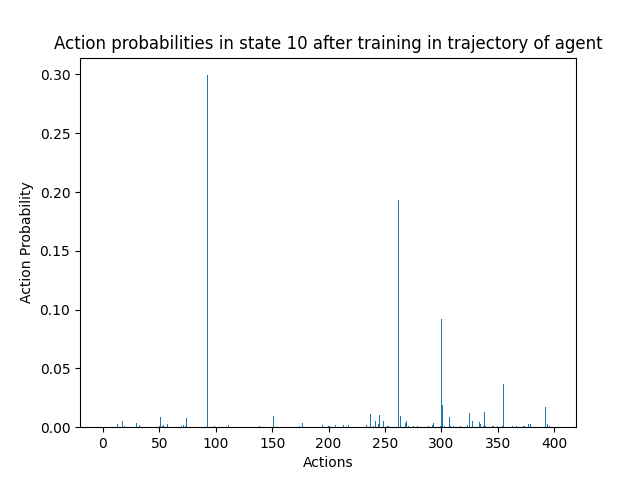 Action probabilities in state 10 after training in trajectory of agent
0.30
0.25
0.20
0.15
0.10
0.05
0.00
Action Probability
0 50 100 150 200 250 300 350 400
Actions